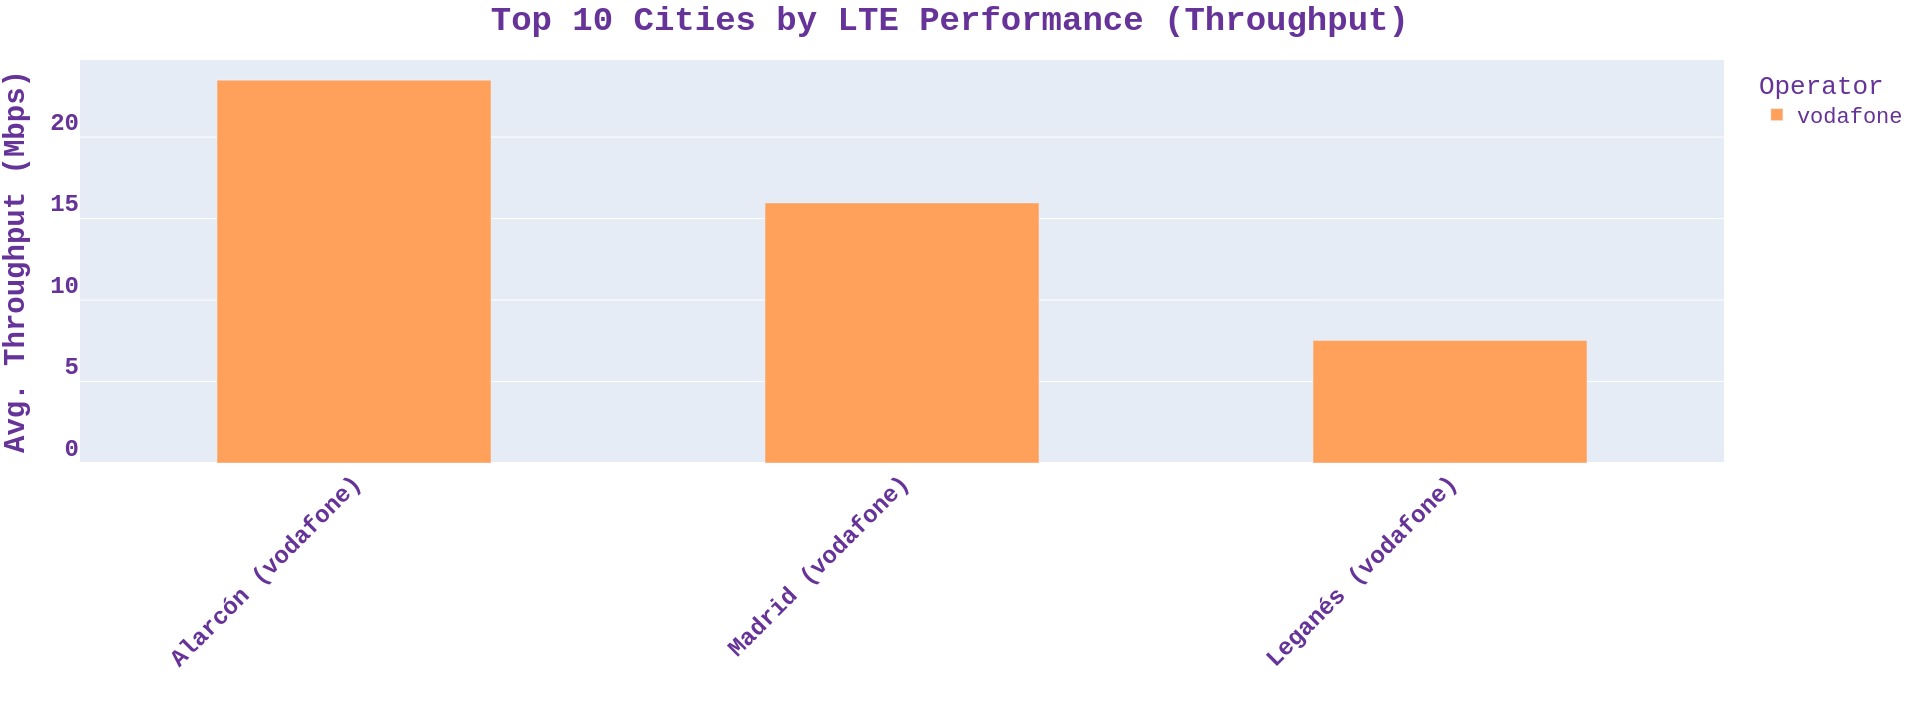 Top 10 Cities by LTE Performance (Throughput)
Avg. Throughput (Mbps)
20
15
10
5
0
Alarcón (vodafone)
Madrid (vodafone)
Leganés (vodafone)
Operator
vodafone